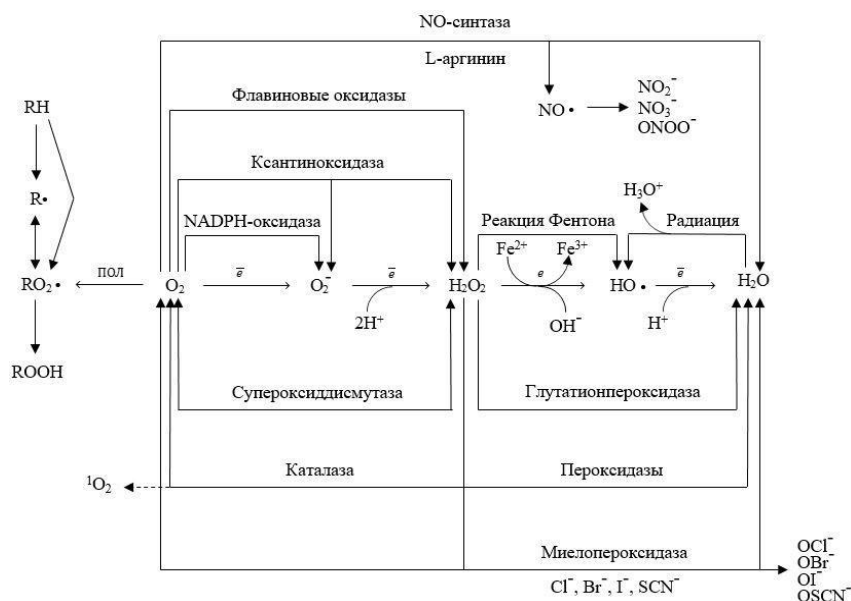 NO-синтаза
L-аргинин
NO• NO₂⁻
NO₃⁻
ONOO⁻
Флавиновые оксидазы
RH
Ксантиноксидаза
H₃O⁺
R•
NADPH-оксидаза Реакция Фентона Радиация
Fe²⁺ Fe³⁺
RO₂• ПОЛ O₂ e̅ O₂⁻ e̅ H₂O₂ e HO• e̅ H₂O
2H⁺ OH⁻ H⁺
ROOH
Супероксиддисмутаза Глутатионпероксидаза
Каталаза Пероксидазы
¹O₂
Миелопероксидаза
Cl⁻, Br⁻, I⁻, SCN⁻
OCl⁻
OBr⁻
OI⁻
OSCN⁻